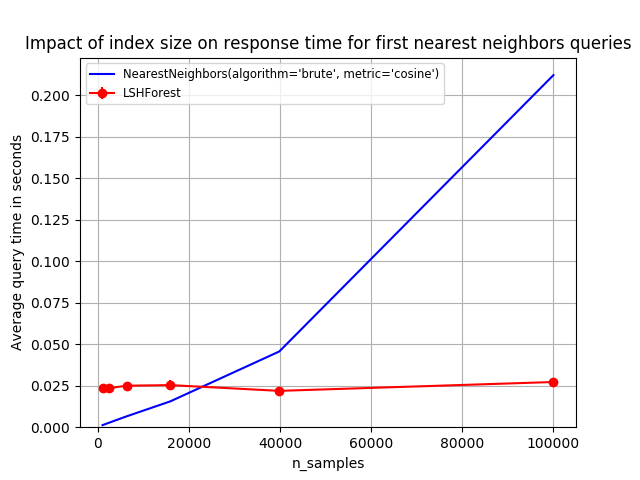 Impact of index size on response time for first nearest neighbors queries
NearestNeighbors(algorithm='brute', metric='cosine')
LSHForest
Average query time in seconds
0.200
0.175
0.150
0.125
0.100
0.075
0.050
0.025
0.000
0 20000 40000 60000 80000 100000
n_samples